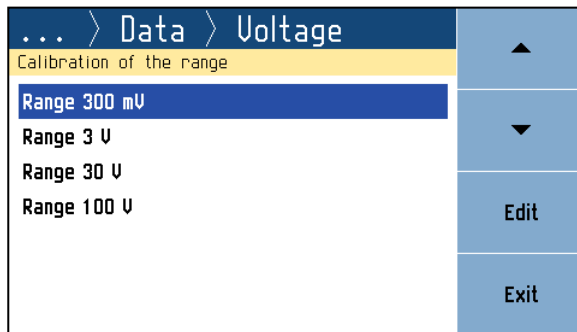 ... > Data > Voltage
Calibration of the range
Range 300 mV
Range 3 V
Range 30 V
Range 100 V
Edit
Exit